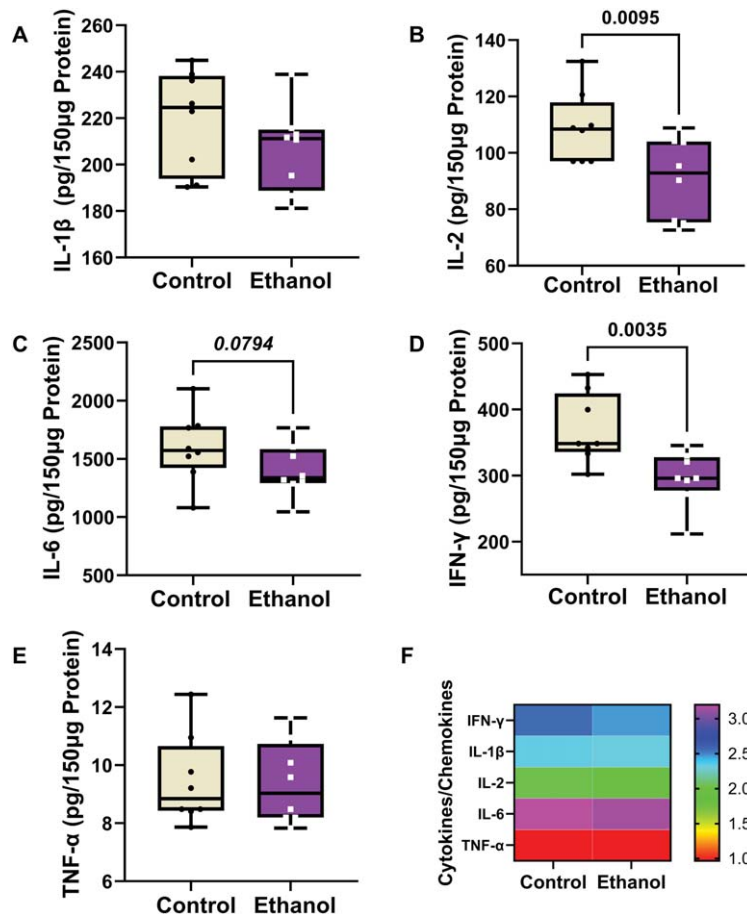 A
IL-1β (pg/150μg Protein)
260
240
220
200
180
160
Control
Ethanol
B
0.0095
IL-2 (pg/150μg Protein)
140
120
100
80
60
Control
Ethanol
C
0.0794
IL-6 (pg/150μg Protein)
2500
2000
1500
1000
500
Control
Ethanol
D
0.0035
IFN-γ (pg/150μg Protein)
500
400
300
200
Control
Ethanol
E
TNF-α (pg/150μg Protein)
14
12
10
8
6
Control
Ethanol
F
Cytokines/Chemokines
IFN-γ
IL-1β
IL-2
IL-6
TNF-α
Control
Ethanol
3.0
2.5
2.0
1.5
1.0